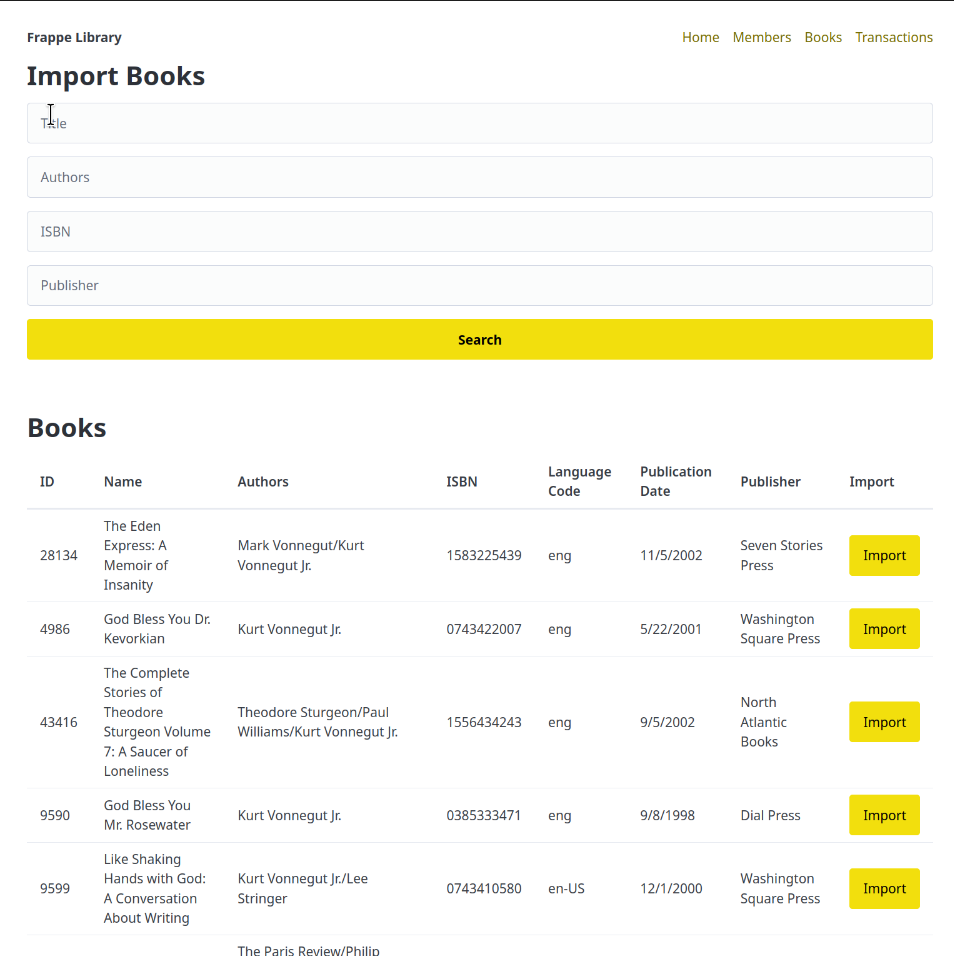 Frappe Library
Home Members Books Transactions
Import Books
Title
Authors
ISBN
Publisher
Search
Books
ID Name Authors ISBN Language Code Publication Date Publisher Import
28134 The Eden Express: A Memoir of Insanity Mark Vonnegut/Kurt Vonnegut Jr. 1583225439 eng 11/5/2002 Seven Stories Press Import
4986 God Bless You Dr. Kevorkian Kurt Vonnegut Jr. 0743422007 eng 5/22/2001 Washington Square Press Import
43416 The Complete Stories of Theodore Sturgeon Volume 7: A Saucer of Loneliness Theodore Sturgeon/Paul Williams/Kurt Vonnegut Jr. 1556434243 eng 9/5/2002 North Atlantic Books Import
9590 God Bless You Mr. Rosewater Kurt Vonnegut Jr. 0385333471 eng 9/8/1998 Dial Press Import
9599 Like Shaking Hands with God: A Conversation About Writing Kurt Vonnegut Jr./Lee Stringer 0743410580 en-US 12/1/2000 Washington Square Press Import
The Paris Review/Philip